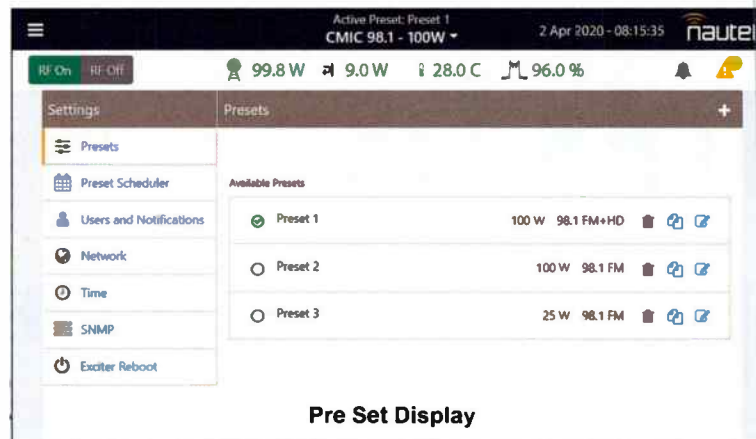 Active Preset: Preset 1
CMIC 98.1 - 100W
2 Apr 2020 - 08:15:35
nautel
RF On RF Off
99.8 W 9.0 W 28.0 C 96.0 %
Settings
Presets
+
Presets
Preset Scheduler
Users and Notifications
Network
Time
SNMP
Exciter Reboot
Available Presets
Preset 1 100 W 98.1 FM+HD
Preset 2 100 W 98.1 FM
Preset 3 25 W 98.1 FM
Pre Set Display